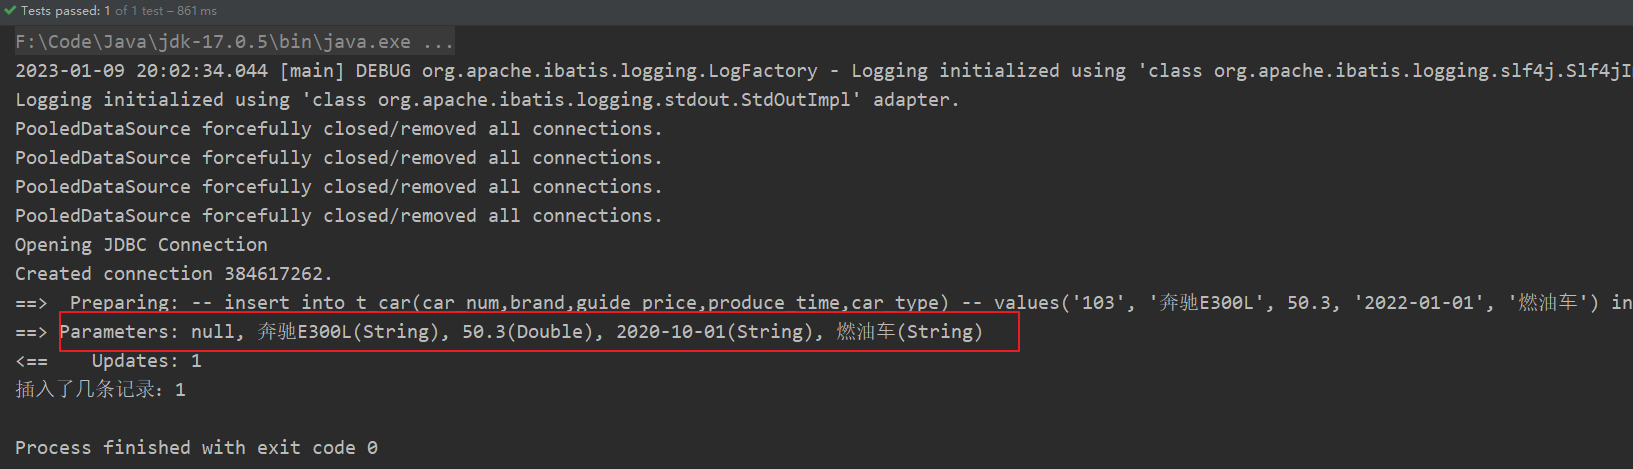 Tests passed: 1 of 1 test – 861 ms
F:\Code\Java\jdk-17.0.5\bin\java.exe ...
2023-01-09 20:02:34.044 [main] DEBUG org.apache.ibatis.logging.LogFactory - Logging initialized using 'class org.apache.ibatis.logging.slf4j.Slf4jI
Logging initialized using 'class org.apache.ibatis.logging.stdout.StdOutImpl' adapter.
PooledDataSource forcefully closed/removed all connections.
PooledDataSource forcefully closed/removed all connections.
PooledDataSource forcefully closed/removed all connections.
PooledDataSource forcefully closed/removed all connections.
Opening JDBC Connection
Created connection 384617262.
==>  Preparing: -- insert into t_car(car_num,brand,guide_price,produce_time,car_type) -- values('103', '奔驰E300L', 50.3, '2022-01-01', '燃油车') in
==> Parameters: null, 奔驰E300L(String), 50.3(Double), 2020-10-01(String), 燃油车(String)
<==    Updates: 1
插入了几条记录：1
Process finished with exit code 0